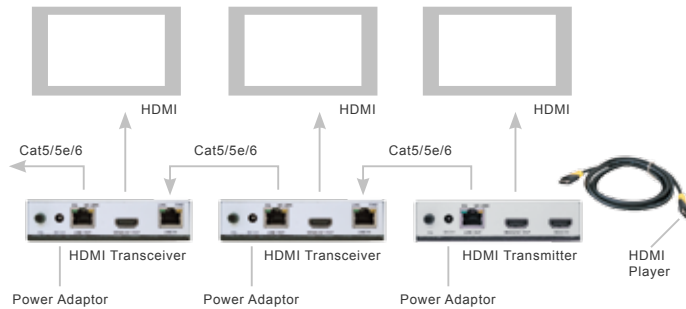 HDMI
HDMI
HDMI
Cat5/5e/6
Cat5/5e/6
Cat5/5e/6
HDMI Transceiver
HDMI Transceiver
HDMI Transmitter
HDMI
Player
Power Adaptor
Power Adaptor
Power Adaptor